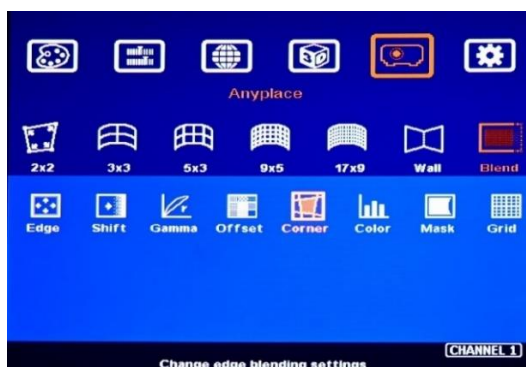 Anyplace
2x2 3x3 5x3 9x5 17x9 Wall Blend
Edge Shift Gamma Offset Corner Color Mask Grid
CHANNEL 1
Change edge blending settings